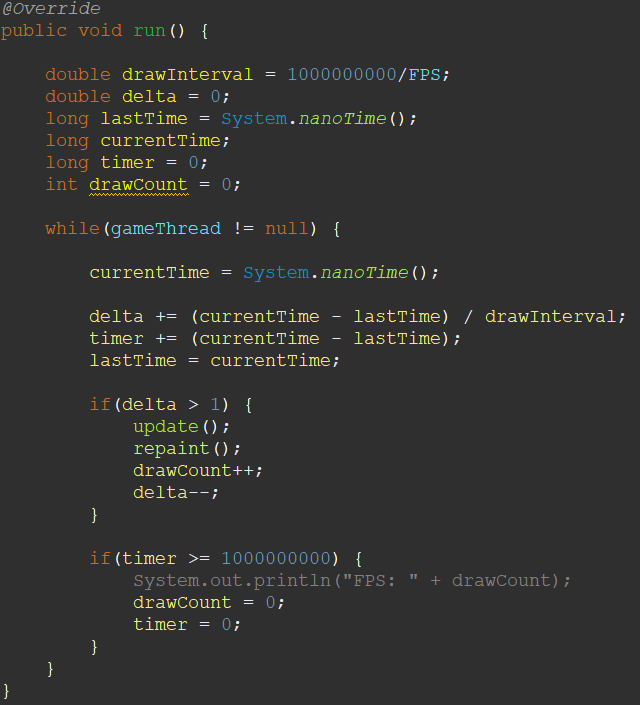 @Override
public void run() {
double drawInterval = 1000000000/FPS;
double delta = 0;
long lastTime = System.nanoTime();
long currentTime;
long timer = 0;
int drawCount = 0;
while(gameThread != null) {
currentTime = System.nanoTime();
delta += (currentTime - lastTime) / drawInterval;
timer += (currentTime - lastTime);
lastTime = currentTime;
if(delta > 1) {
update();
repaint();
drawCount++;
delta--;
}
if(timer >= 1000000000) {
System.out.println("FPS: " + drawCount);
drawCount = 0;
timer = 0;
}
}
}